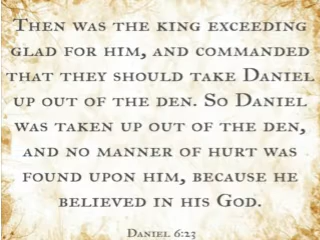 Then was the king exceeding
glad for him, and commanded
that they should take Daniel
up out of the den. So Daniel
was taken up out of the den,
and no manner of hurt was
found upon him, because he
believed in his God.
Daniel 6:23